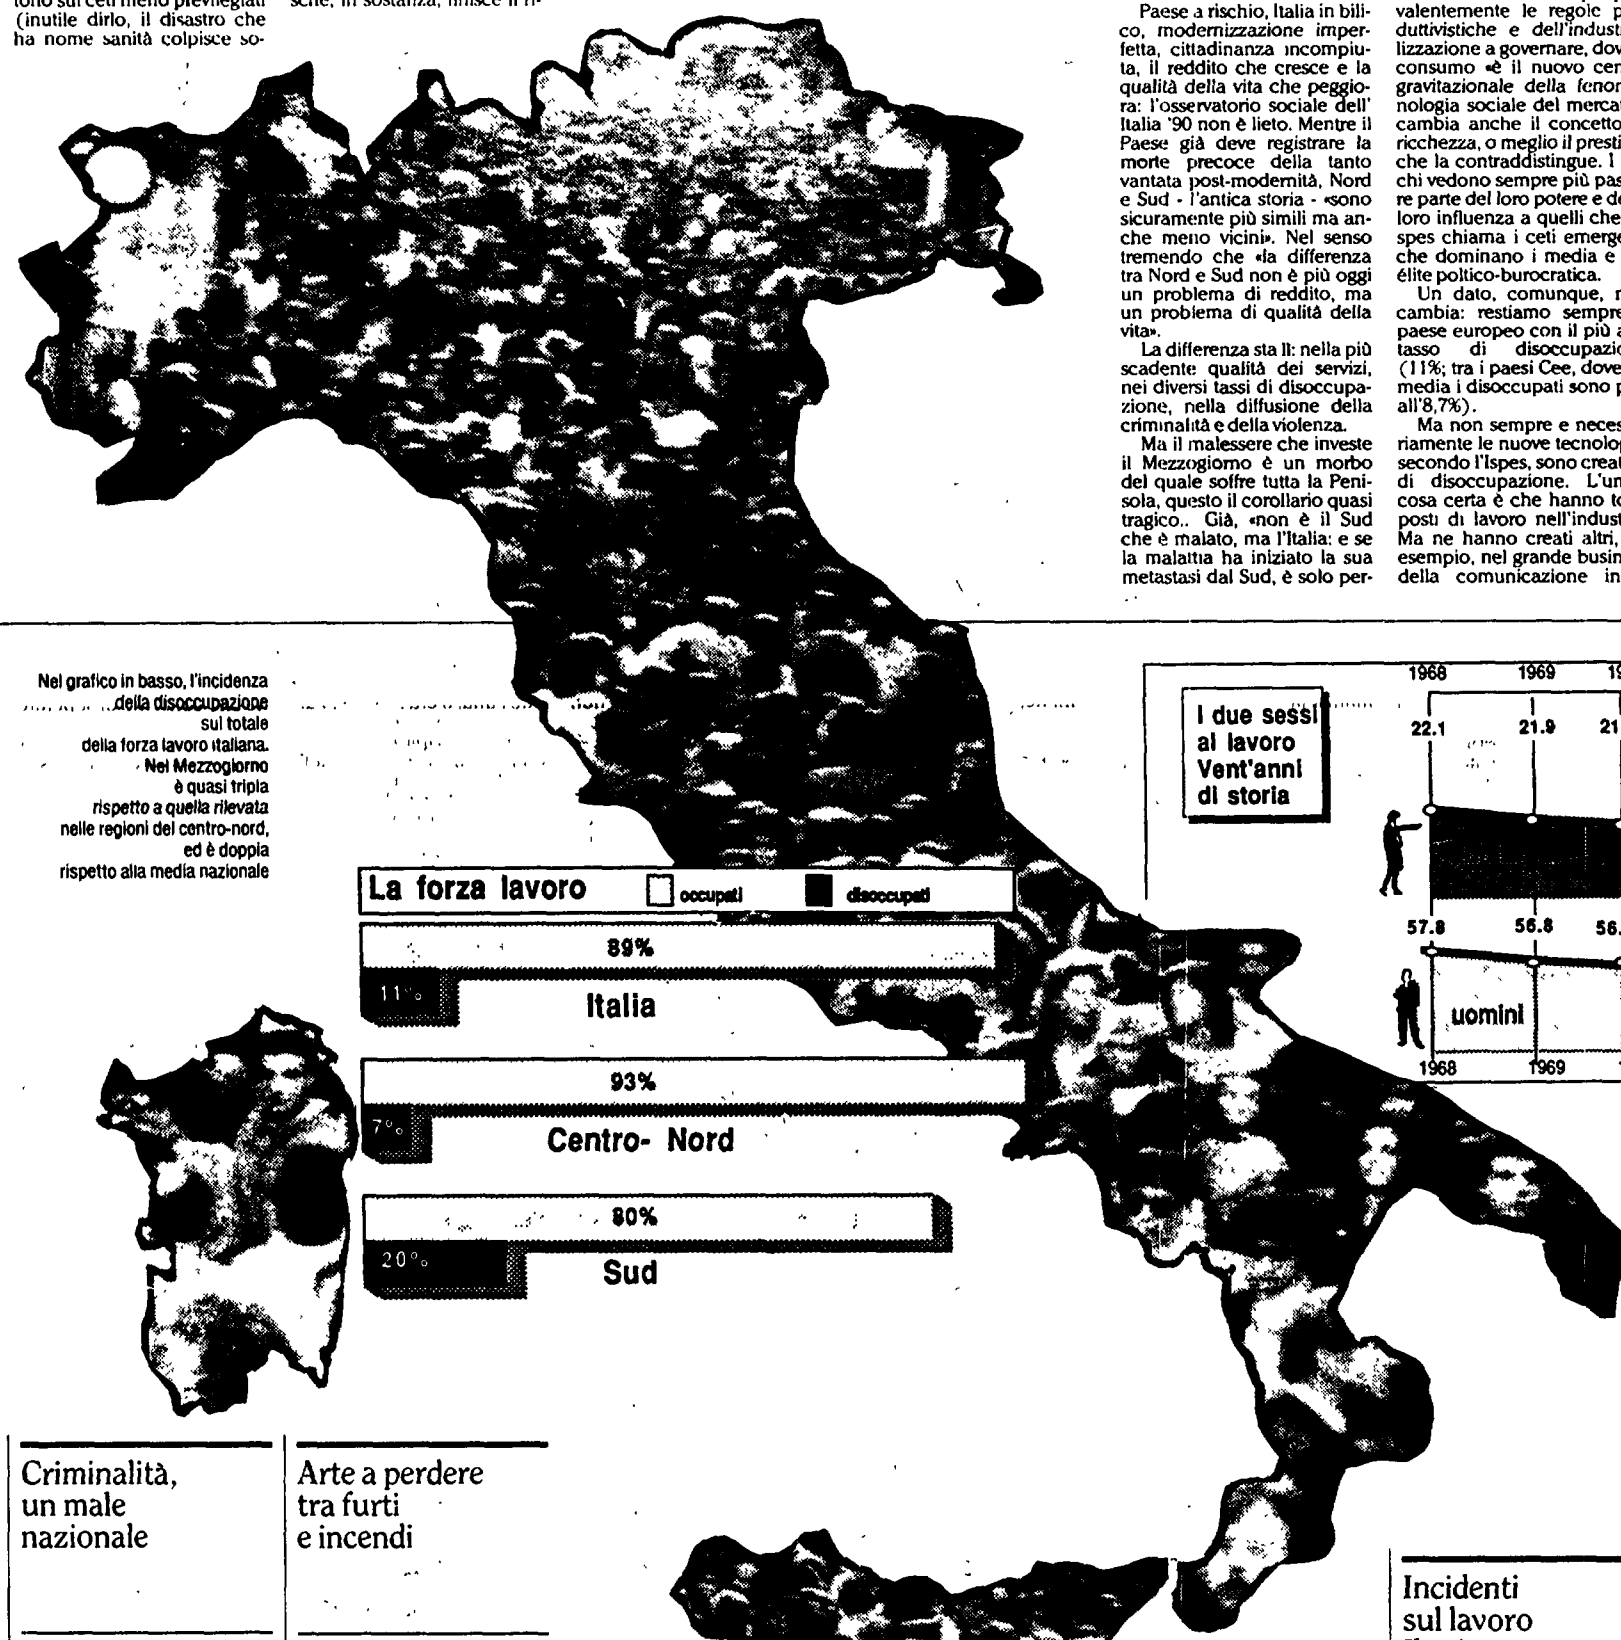 (inutile dirlo, il disastro che
ha nome sanità colpisce so-
Paese a rischio, Italia in bili-
co, modernizzazione imper-
fetta, cittadinanza incompiu-
ta, il reddito che cresce e la
qualità della vita che peggio-
ra: l'osservatorio sociale dell'
Italia '90 non è lieto. Mentre il
Paese già deve registrare la
morte precoce della tanto
vantata post-modernità, Nord
e Sud - l'antica storia - «sono
sicuramente più simili ma an-
che meno vicini». Nel senso
tremendo che «la differenza
tra Nord e Sud non è più oggi
un problema di reddito, ma
un problema di qualità della
vita».
La differenza sta lì: nella più
scadente qualità dei servizi,
nei diversi tassi di disoccupa-
zione, nella diffusione della
criminalità e della violenza.
Ma il malessere che investe
il Mezzogiorno è un morbo
del quale soffre tutta la Peni-
sola, questo il corollario quasi
tragico.. Già, «non è il Sud
che è malato, ma l'Italia: e se
la malattia ha iniziato la sua
metastasi dal Sud, è solo per-
valentemente le regole p
duttivistiche e dell'indust
lizzazione a governare, dov
consumo «è il nuovo cen
gravitazionale della fenor
nologia sociale del merca
cambia anche il concetto
ricchezza, o meglio il presti
che la contraddistingue. I
chi vedono sempre più pas
re parte del loro potere e de
loro influenza a quelli che
spes chiama i ceti emerge
che dominano i media e
élite poltico-burocratica.
Un dato, comunque, n
cambia: restiamo sempre
paese europeo con il più a
tasso di disoccupazio
(11%; tra i paesi Cee, dove
media i disoccupati sono p
all'8,7%).
Ma non sempre e neces
riamente le nuove tecnolog
secondo l'Ispes, sono creat
di disoccupazione. L'un
cosa certa è che hanno to
posti di lavoro nell'indust
Ma ne hanno creati altri,
esempio, nel grande busin
della comunicazione in
Nel grafico in basso, l'incidenza
della disoccupazione
sul totale
della forza lavoro italiana.
Nel Mezzogiorno
è quasi tripla
rispetto a quella rilevata
nelle regioni del centro-nord,
ed è doppia
rispetto alla media nazionale
La forza lavoro occupati disoccupati
89%
11%
Italia
93%
7%
Centro- Nord
80%
20%
Sud
I due sessi
al lavoro
Vent'anni
di storia
1968 1969 19
22.1 21.9 21
57.8 56.8 56.
uomini
1968 1969
Criminalità,
un male
nazionale
Arte a perdere
tra furti
e incendi
Incidenti
sul lavoro